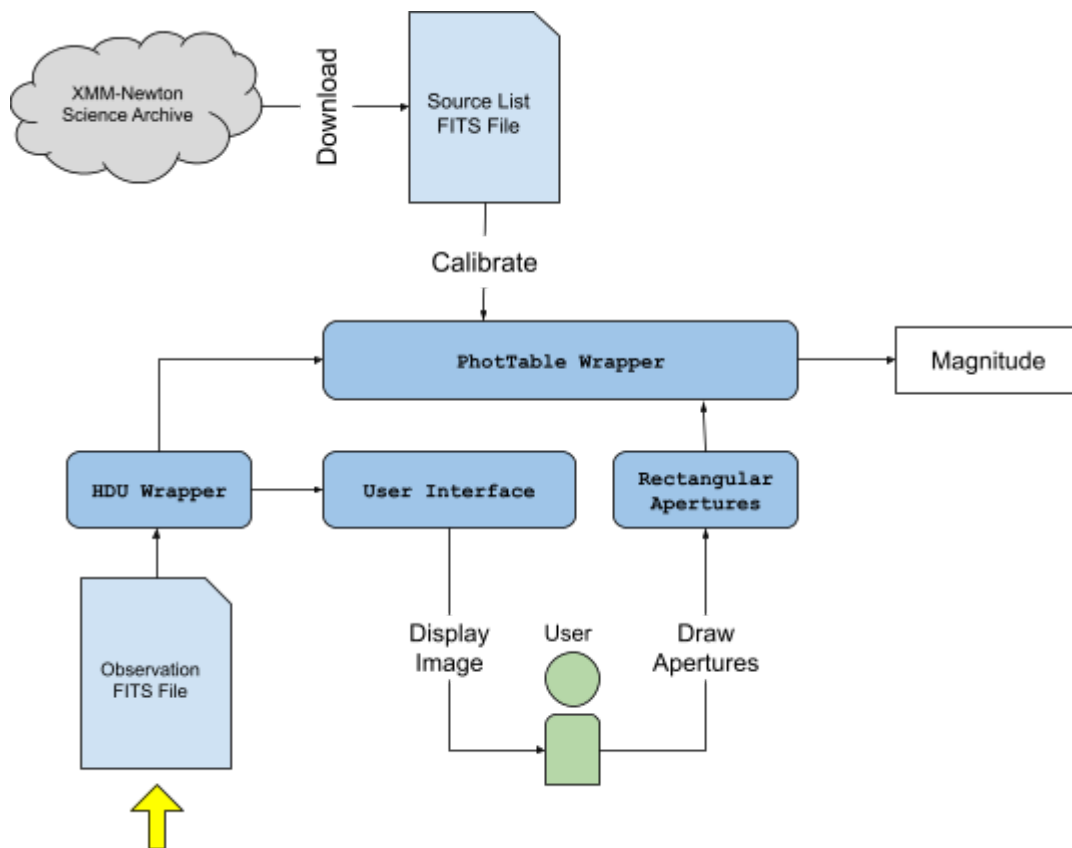 XMM-Newton
Science Archive
Download
Source List
FITS File
Calibrate
PhotTable Wrapper
Magnitude
HDU Wrapper
User Interface
Rectangular
Apertures
Observation
FITS File
Display
Image
User
Draw
Apertures